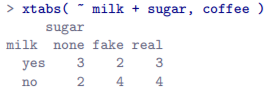 > xtabs( ~ milk + sugar, coffee )
sugar
milk none fake real
yes 3 2 3
no 2 4 4